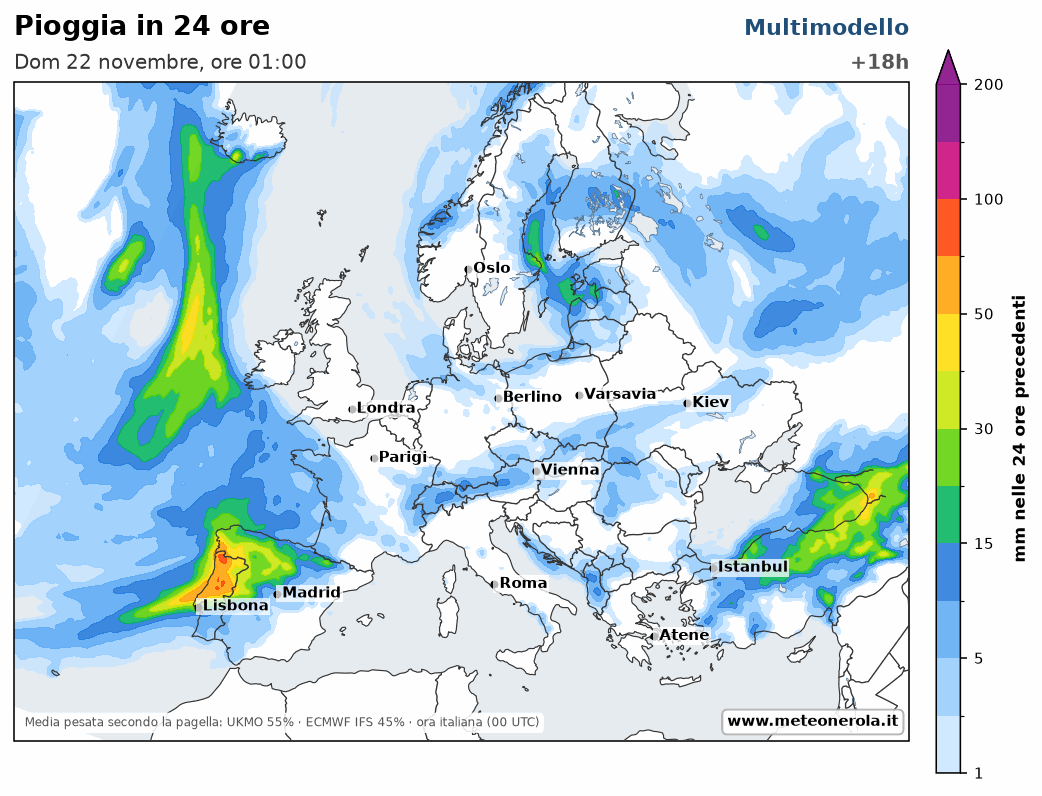 Pioggia in 24 ore
Multimodello
Dom 22 novembre, ore 01:00
+18h
200
100
50
30
15
5
1
mm nelle 24 ore precedenti
Oslo
Berlino
Varsavia
Kiev
Londra
Parigi
Vienna
Istanbul
Roma
Madrid
Lisbona
Atene
Media pesata secondo la pagella: UKMO 55% · ECMWF IFS 45% · ora italiana (00 UTC)
www.meteonerola.it